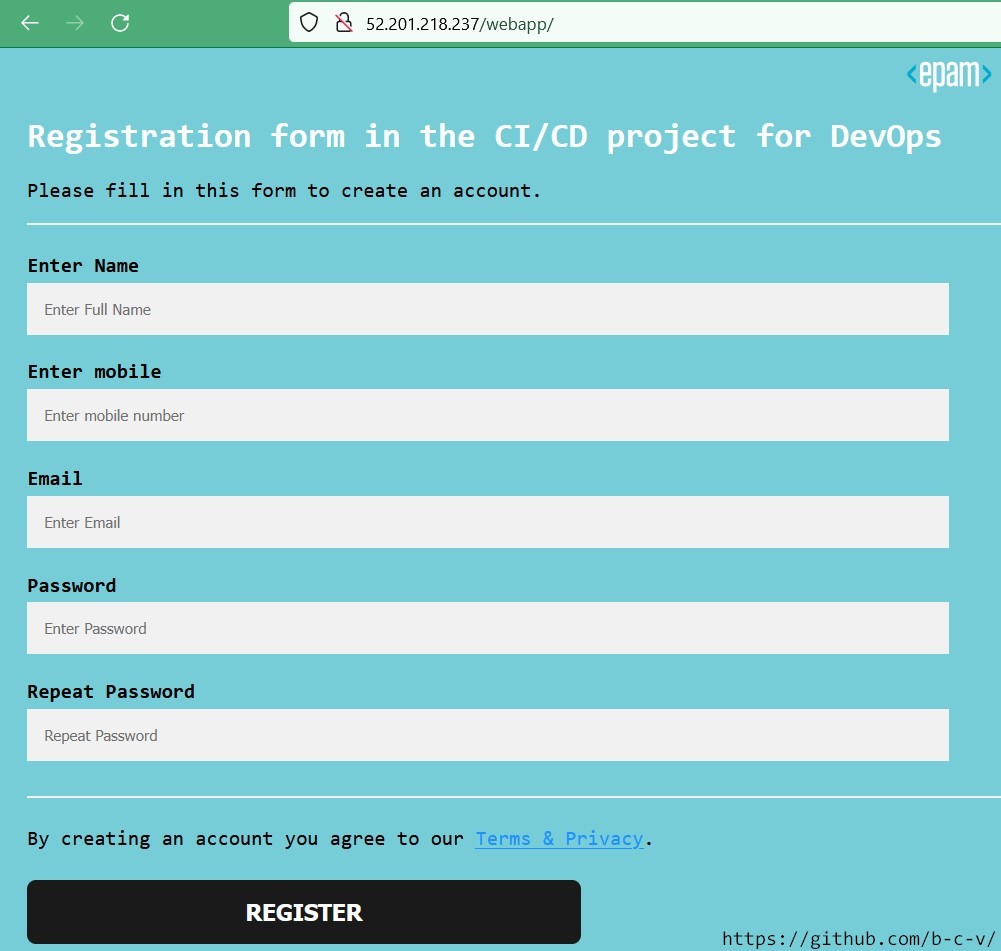 52.201.218.237/webapp/
<epam>
Registration form in the CI/CD project for DevOps
Please fill in this form to create an account.
Enter Name
Enter Full Name
Enter mobile
Enter mobile number
Email
Enter Email
Password
Enter Password
Repeat Password
Repeat Password
By creating an account you agree to our Terms & Privacy.
REGISTER
https://github.com/b-c-v/